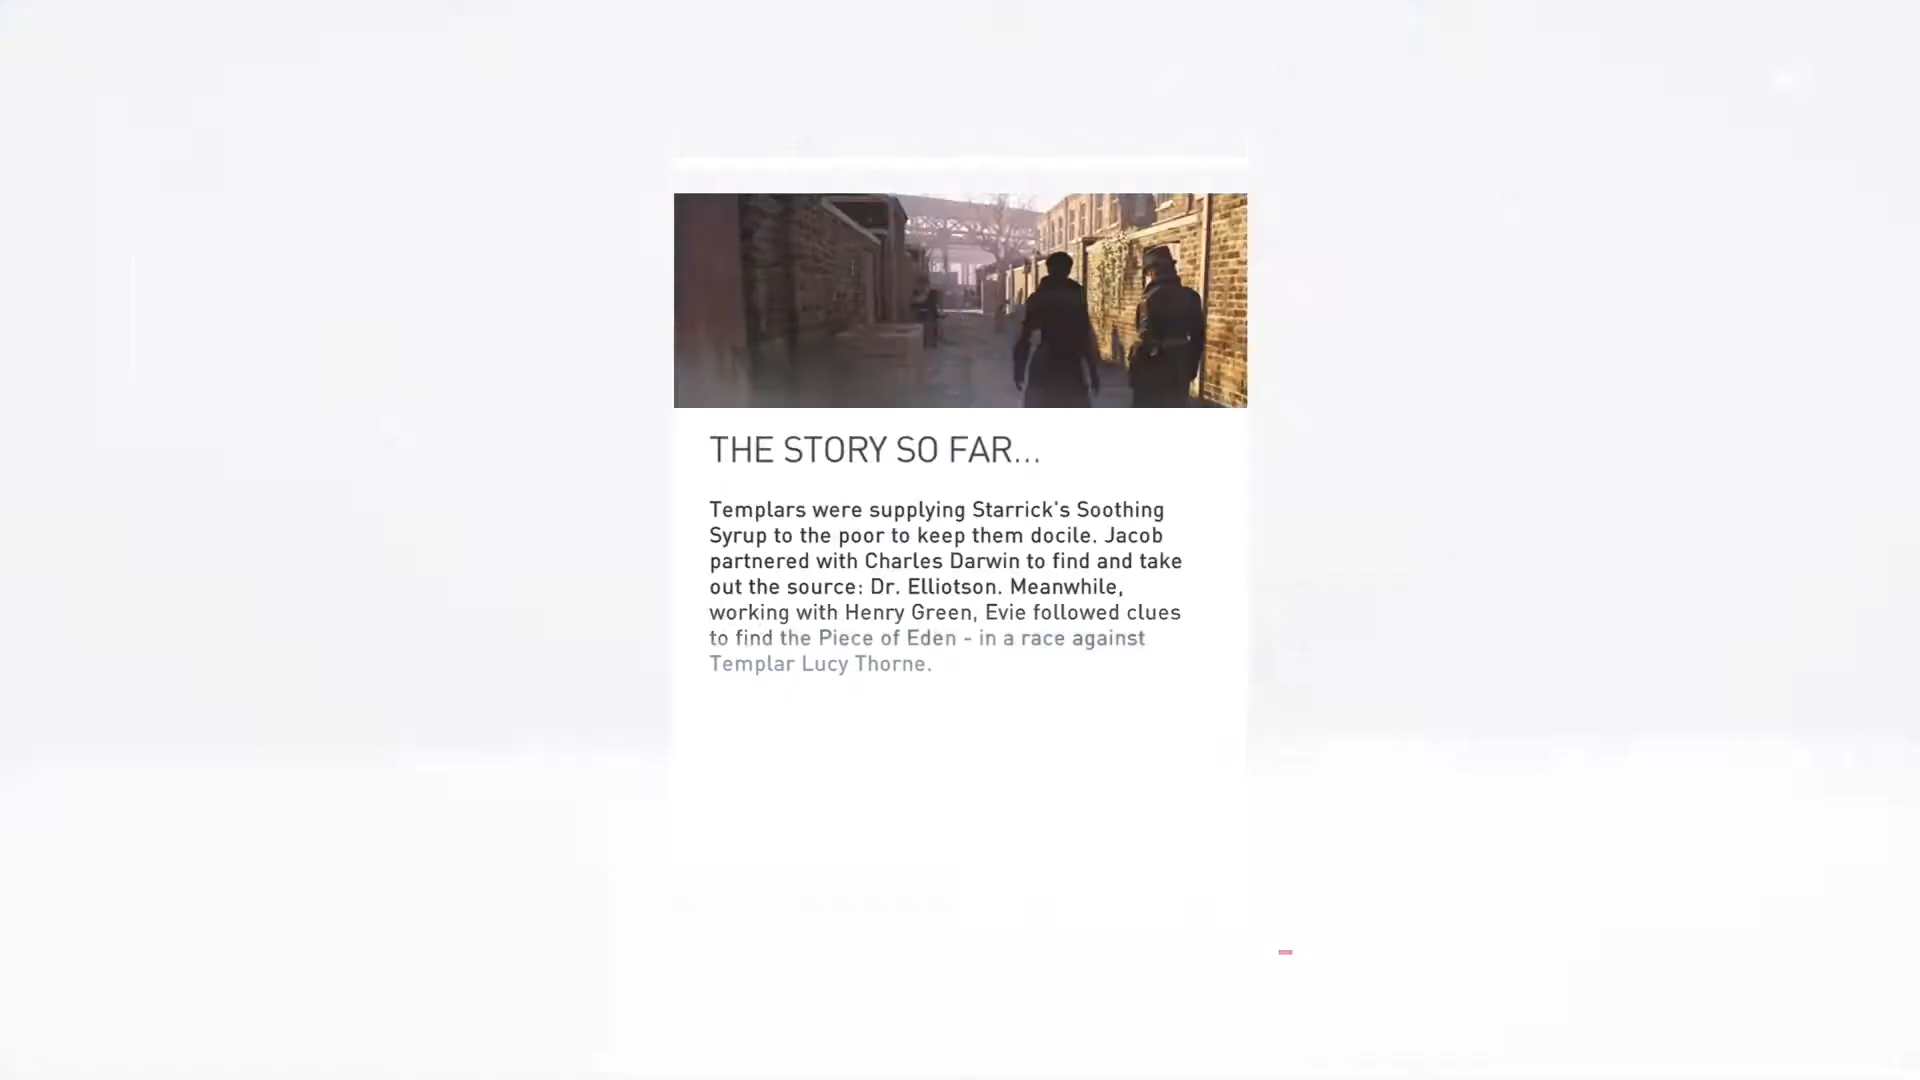 THE STORY SO FAR...
Templars were supplying Starrick's Soothing
Syrup to the poor to keep them docile. Jacob
partnered with Charles Darwin to find and take
out the source: Dr. Elliotson. Meanwhile,
working with Henry Green, Evie followed clues
to find the Piece of Eden - in a race against
Templar Lucy Thorne.